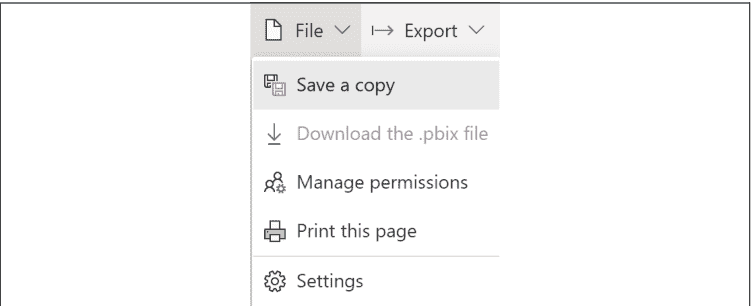 File Export
Save a copy
Download the .pbix file
Manage permissions
Print this page
Settings